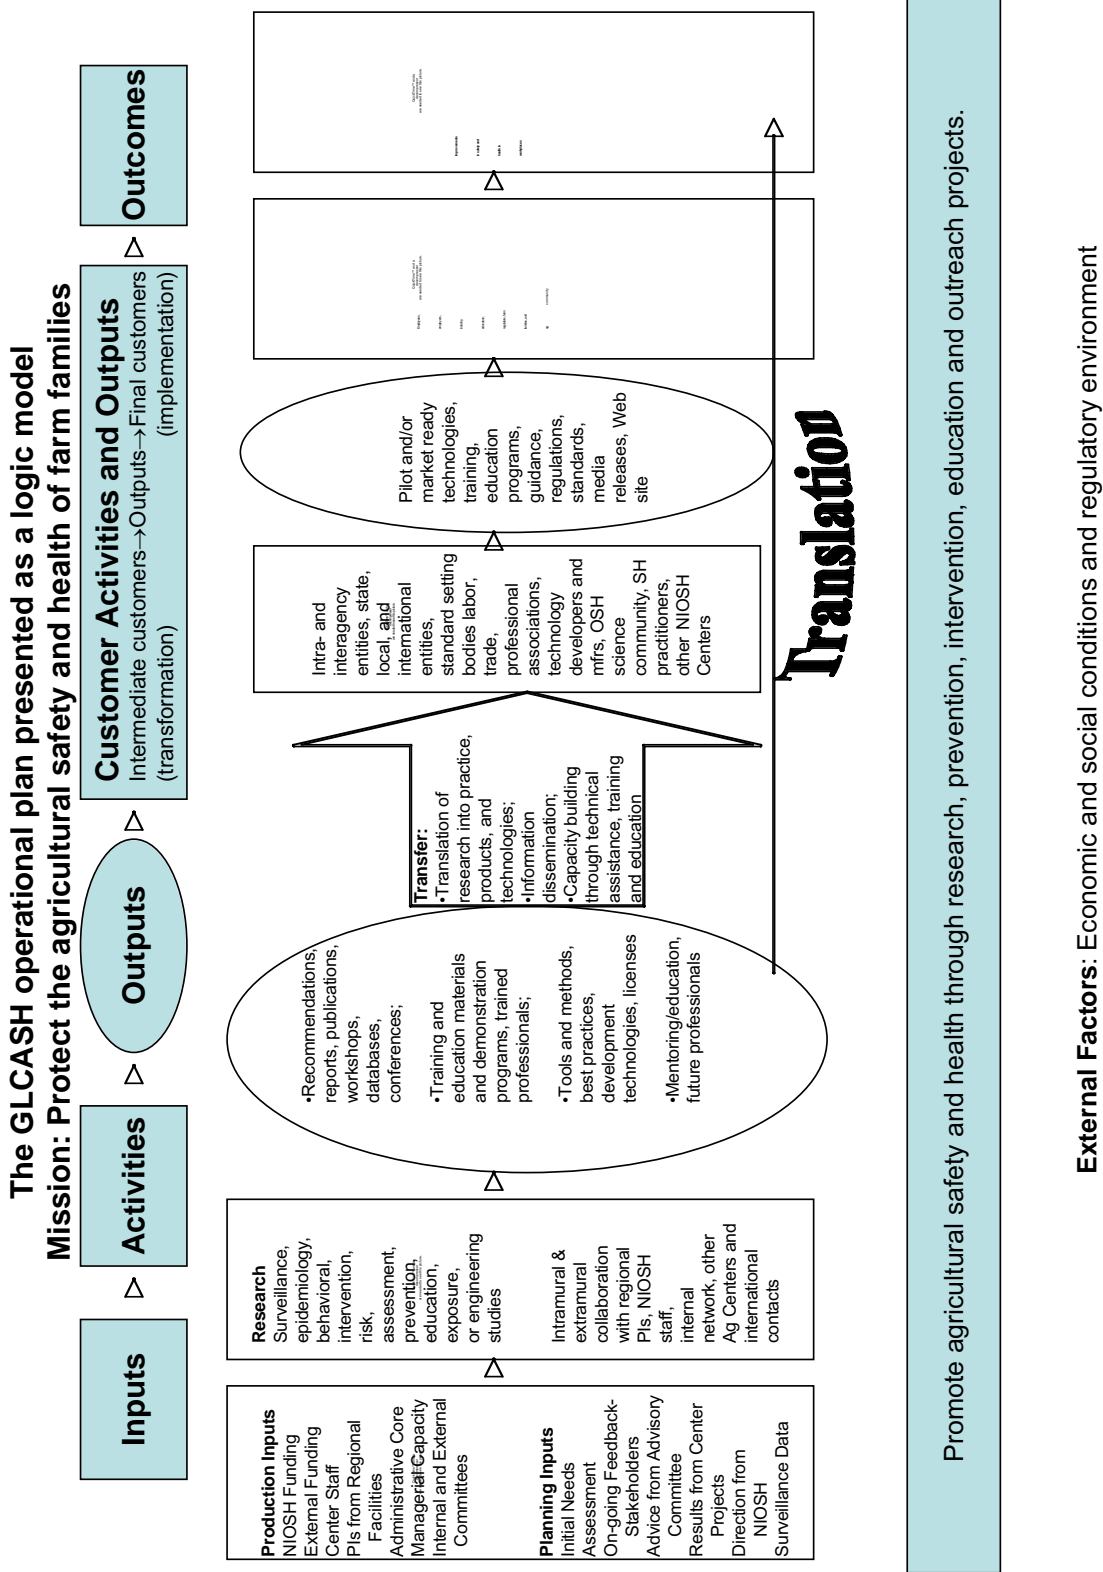 The GLCASH operational plan presented as a logic model
Mission: Protect the agricultural safety and health of farm families
Inputs
Activities
Outputs
Customer Activities and Outputs
Intermediate customers→Outputs→Final customers
(transformation)
(implementation)
Outcomes
Production Inputs
NIOSH Funding
External Funding
Center Staff
PIs from Regional
Facilities
Administrative Core
Managerial Capacity
Internal and External
Committees
Planning Inputs
Initial Needs
Assessment
On-going Feedback-
Stakeholders
Advice from Advisory
Committee
Results from Center
Projects
Direction from
NIOSH
Surveillance Data
Research
Surveillance,
epidemiology,
behavioral,
intervention,
risk,
assessment,
prevention,
education,
exposure,
or engineering
studies
Intramural &
extramural
collaboration
with regional
PIs, NIOSH
staff,
internal
network, other
Ag Centers and
international
contacts
•Recommendations,
reports, publications,
workshops,
databases,
conferences;
•Training and
education materials
and demonstration
programs, trained
professionals;
•Tools and methods,
best practices,
development
technologies, licenses
•Mentoring/education,
future professionals
Transfer:
•Translation of
research into practice,
products, and
technologies;
•Information
dissemination;
•Capacity building
through technical
assistance, training
and education
Intra- and
interagency
entities, state,
local, and
international
entities,
standard setting
bodies labor,
trade,
professional
associations,
technology
developers and
mfrs, OSH
science
community, SH
practitioners,
other NIOSH
Centers
Pilot and/or
market ready
technologies,
training,
education
programs,
guidance,
regulations,
standards,
media
releases, Web
site
Translation
Promote agricultural safety and health through research, prevention, intervention, education and outreach projects.
External Factors: Economic and social conditions and regulatory environment